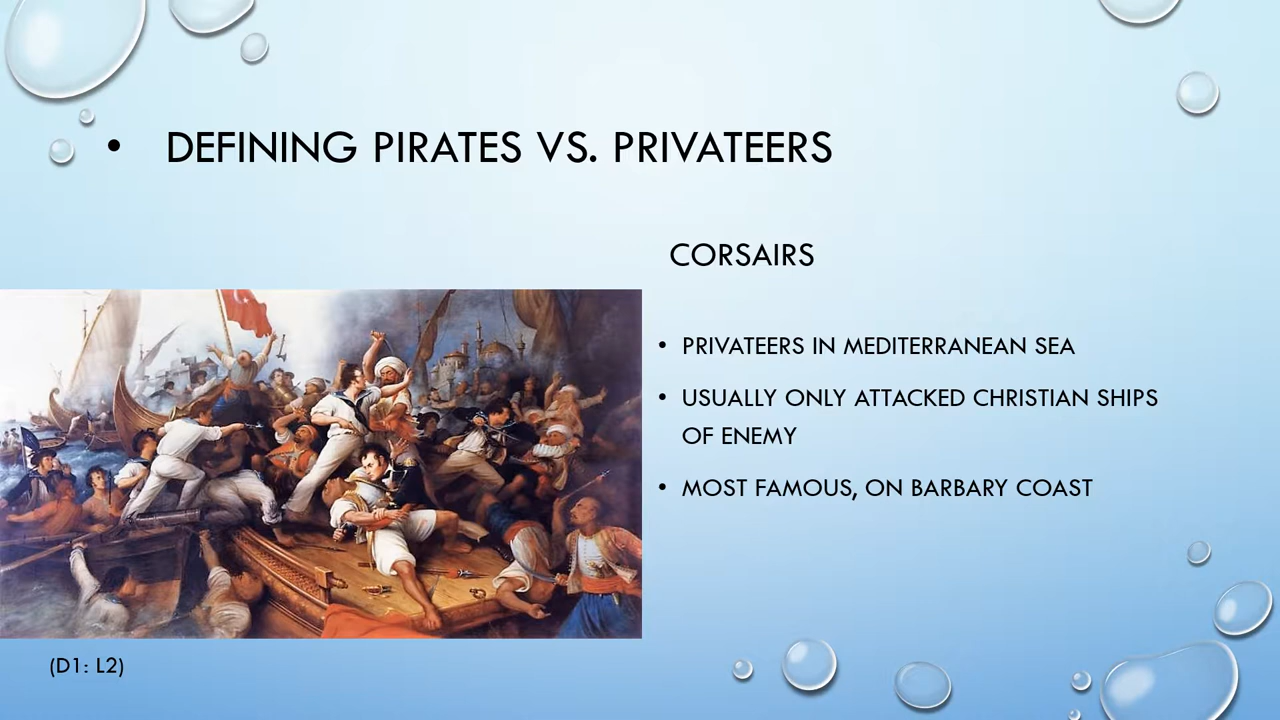 • DEFINING PIRATES VS. PRIVATEERS
CORSAIRS
• PRIVATEERS IN MEDITERRANEAN SEA
• USUALLY ONLY ATTACKED CHRISTIAN SHIPS
OF ENEMY
• MOST FAMOUS, ON BARBARY COAST
(D1: L2)